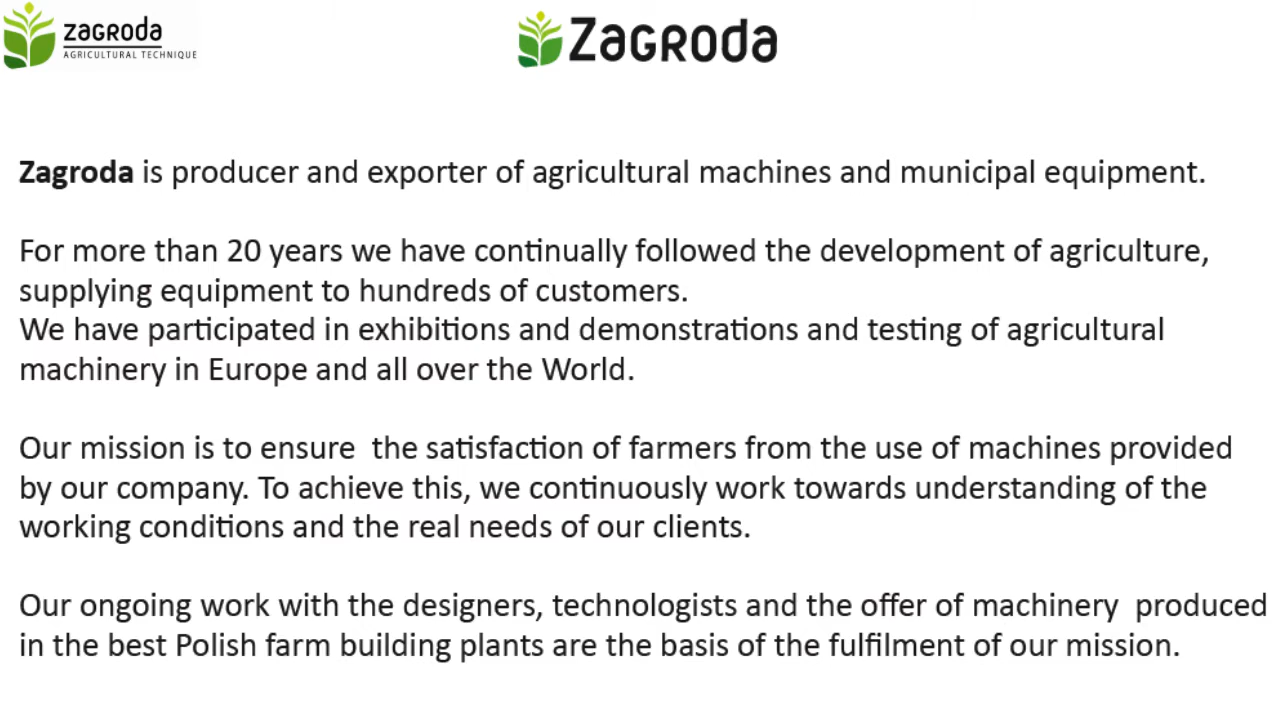 ZAGRODA
AGRICULTURAL TECHNIQUE
ZAGRODA
Zagroda is producer and exporter of agricultural machines and municipal equipment.
For more than 20 years we have continually followed the development of agriculture,
supplying equipment to hundreds of customers.
We have participated in exhibitions and demonstrations and testing of agricultural
machinery in Europe and all over the World.
Our mission is to ensure  the satisfaction of farmers from the use of machines provided
by our company. To achieve this, we continuously work towards understanding of the
working conditions and the real needs of our clients.
Our ongoing work with the designers, technologists and the offer of machinery  produced
in the best Polish farm building plants are the basis of the fulfilment of our mission.